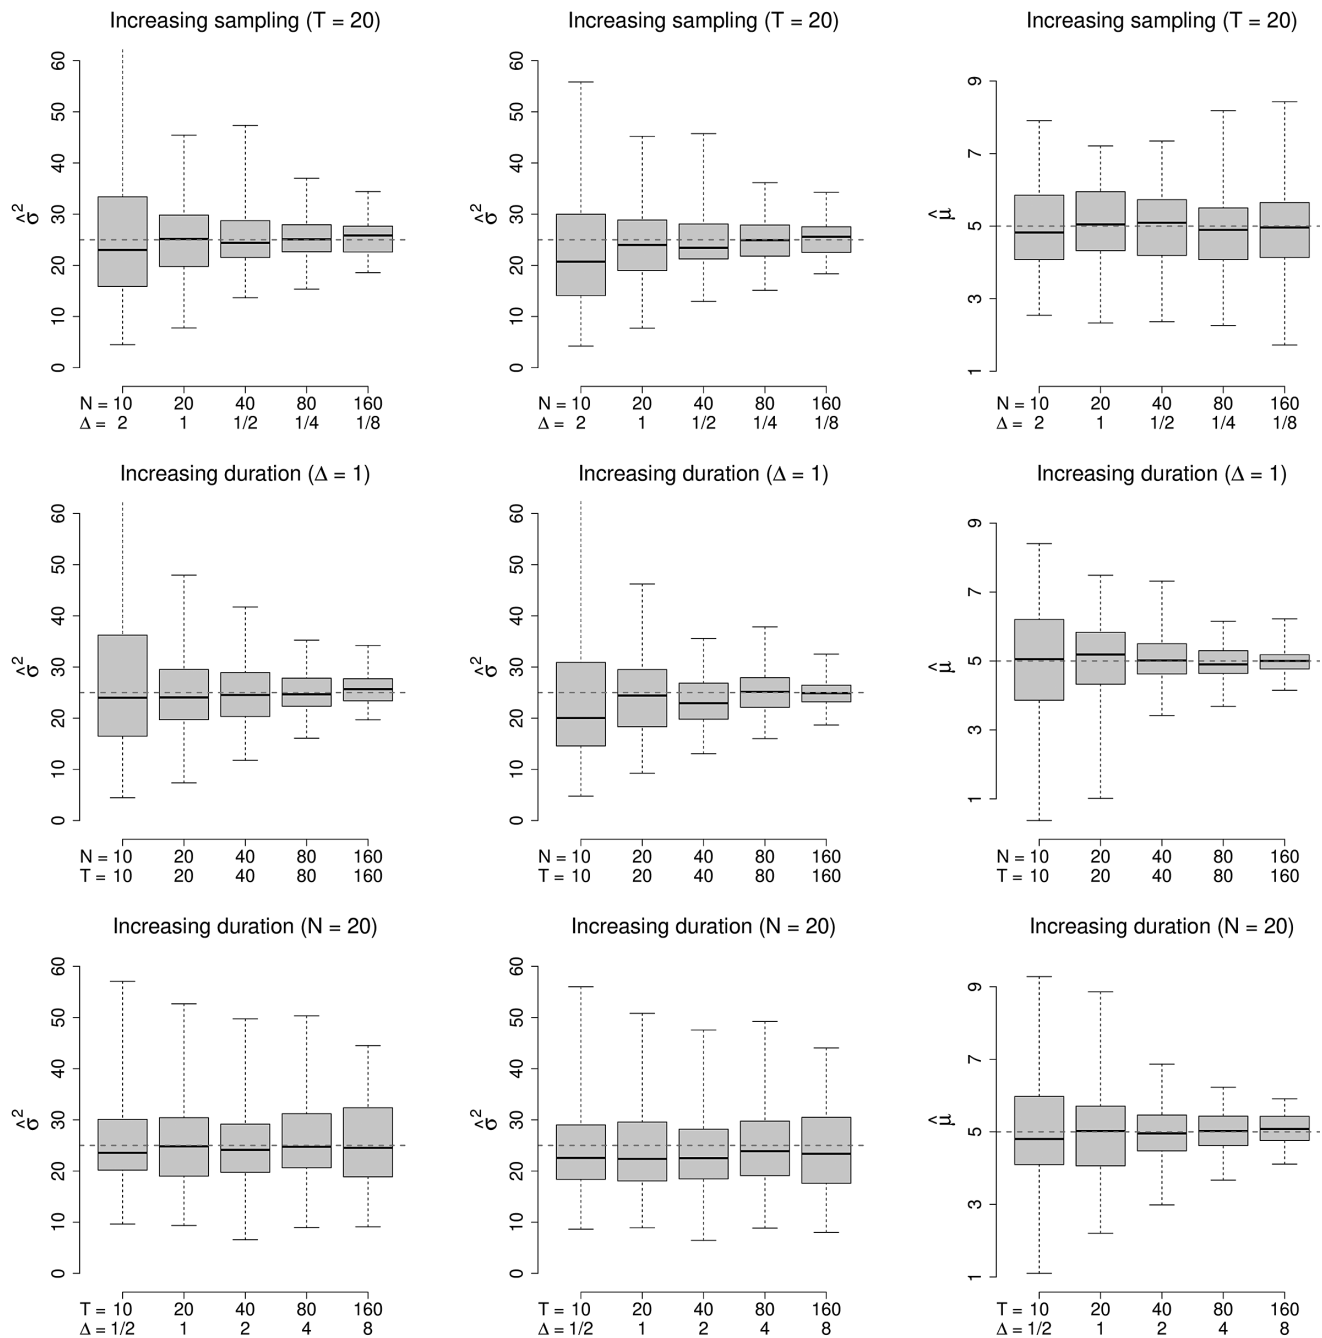 Increasing sampling (T = 20)
σ̂²
60
50
40
30
20
10
0
N = 10 20 40 80 160
Δ = 2 1 1/2 1/4 1/8
Increasing sampling (T = 20)
σ̂²
60
50
40
30
20
10
0
N = 10 20 40 80 160
Δ = 2 1 1/2 1/4 1/8
Increasing sampling (T = 20)
μ̂
9
7
5
3
1
N = 10 20 40 80 160
Δ = 2 1 1/2 1/4 1/8
Increasing duration (Δ = 1)
σ̂²
60
50
40
30
20
10
0
N = 10 20 40 80 160
T = 10 20 40 80 160
Increasing duration (Δ = 1)
σ̂²
60
50
40
30
20
10
0
N = 10 20 40 80 160
T = 10 20 40 80 160
Increasing duration (Δ = 1)
μ̂
9
7
5
3
1
N = 10 20 40 80 160
T = 10 20 40 80 160
Increasing duration (N = 20)
σ̂²
60
50
40
30
20
10
0
T = 10 20 40 80 160
Δ = 1/2 1 2 4 8
Increasing duration (N = 20)
σ̂²
60
50
40
30
20
10
0
T = 10 20 40 80 160
Δ = 1/2 1 2 4 8
Increasing duration (N = 20)
μ̂
9
7
5
3
1
T = 10 20 40 80 160
Δ = 1/2 1 2 4 8